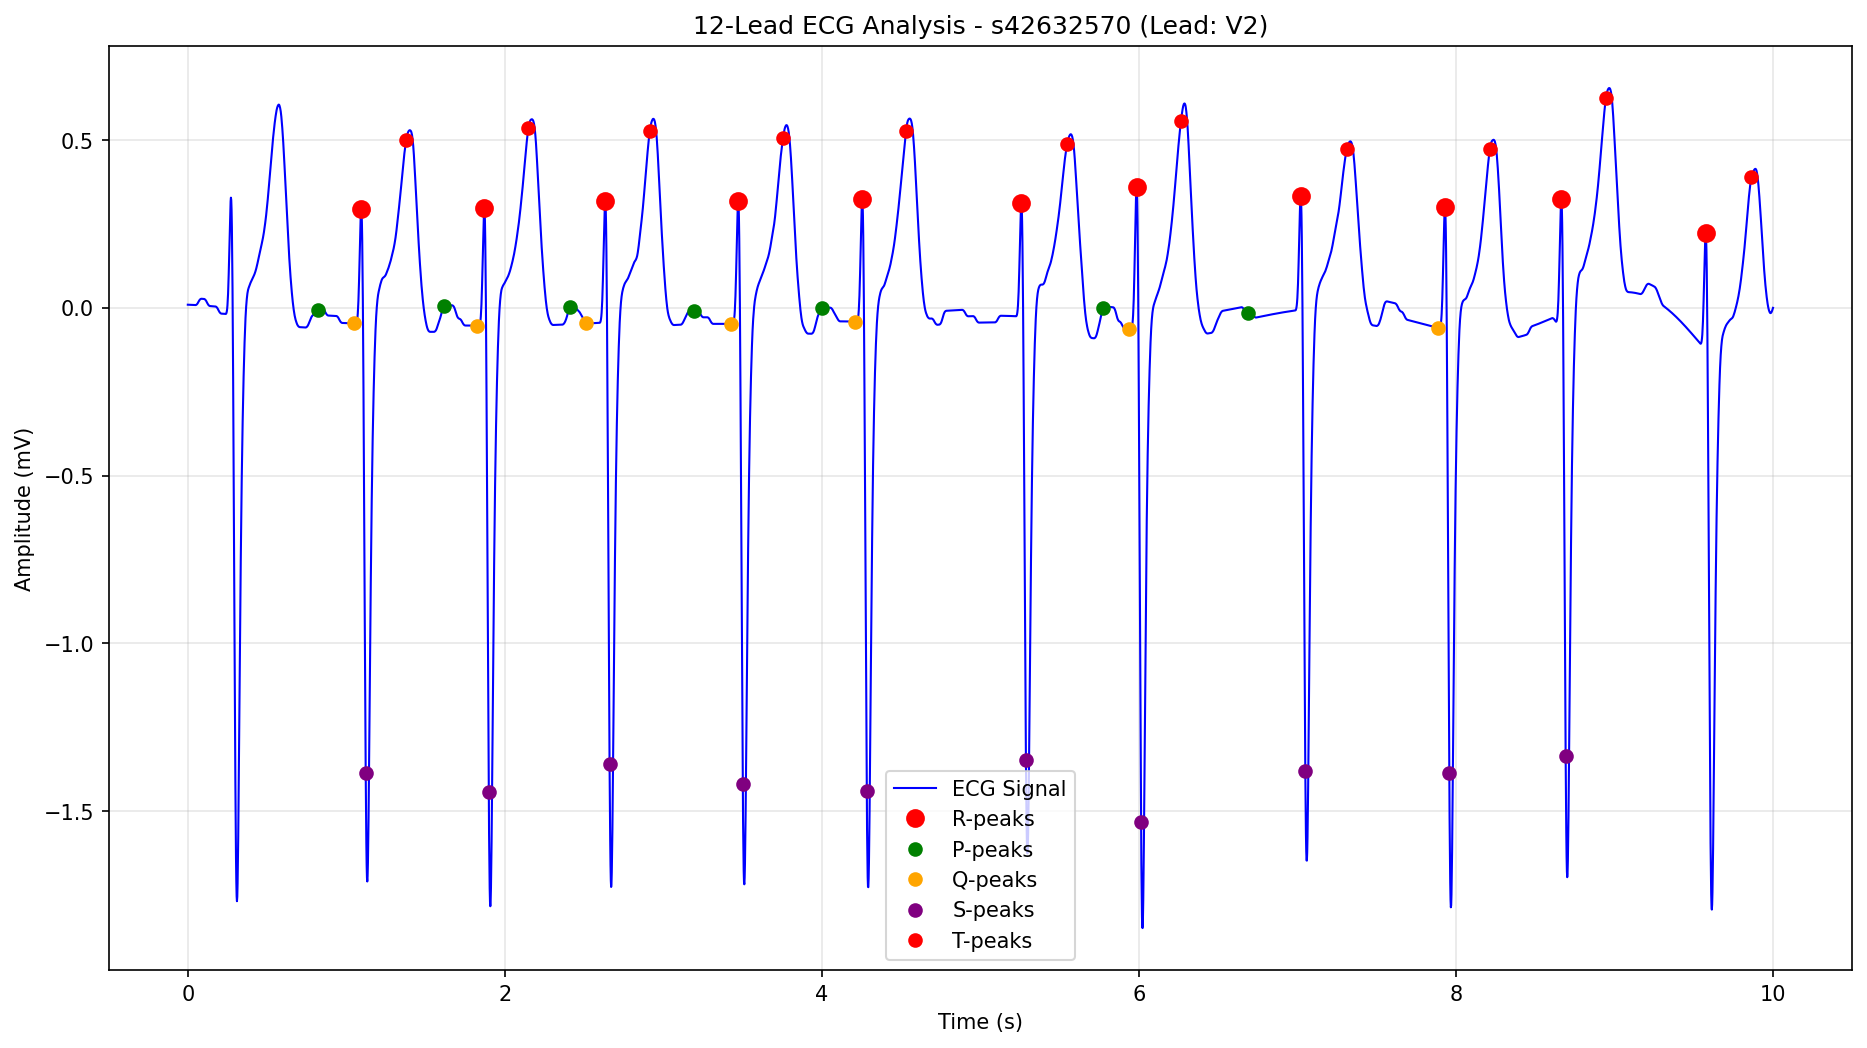 12-Lead ECG Analysis - s42632570 (Lead: V2)
Amplitude (mV)
0.5
0.0
−0.5
−1.0
−1.5
ECG Signal
R-peaks
P-peaks
Q-peaks
S-peaks
T-peaks
0 2 4 6 8 10
Time (s)